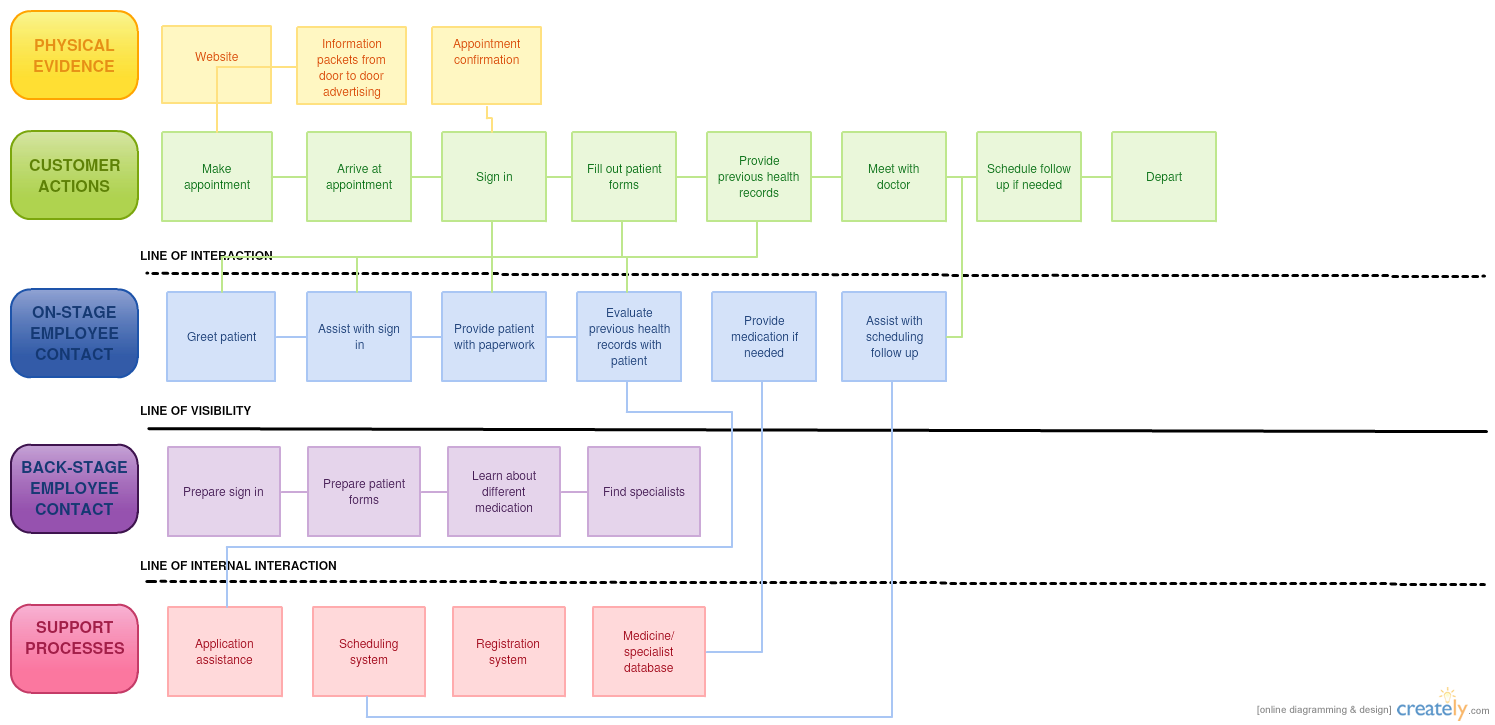 PHYSICAL
EVIDENCE
Website
Information
packets from
door to door
advertising
Appointment
confirmation
CUSTOMER
ACTIONS
Make
appointment
Arrive at
appointment
Sign in
Fill out patient
forms
Provide
previous health
records
Meet with
doctor
Schedule follow
up if needed
Depart
LINE OF INTERACTION
ON-STAGE
EMPLOYEE
CONTACT
Greet patient
Assist with sign
in
Provide patient
with paperwork
Evaluate
previous health
records with
patient
Provide
medication if
needed
Assist with
scheduling
follow up
LINE OF VISIBILITY
BACK-STAGE
EMPLOYEE
CONTACT
Prepare sign in
Prepare patient
forms
Learn about
different
medication
Find specialists
LINE OF INTERNAL INTERACTION
SUPPORT
PROCESSES
Application
assistance
Scheduling
system
Registration
system
Medicine/
specialist
database
[online diagramming & design] creately.com